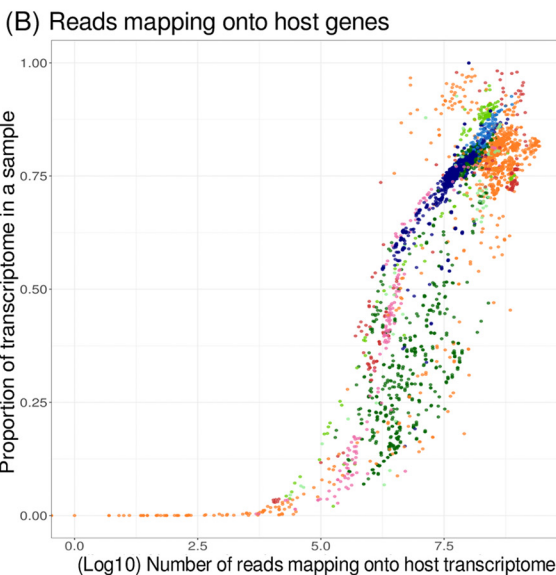 (B) Reads mapping onto host genes
Proportion of transcriptome in a sample
1.00
0.75
0.50
0.25
0.00
0.0 2.5 5.0 7.5
(Log10) Number of reads mapping onto host transcriptome